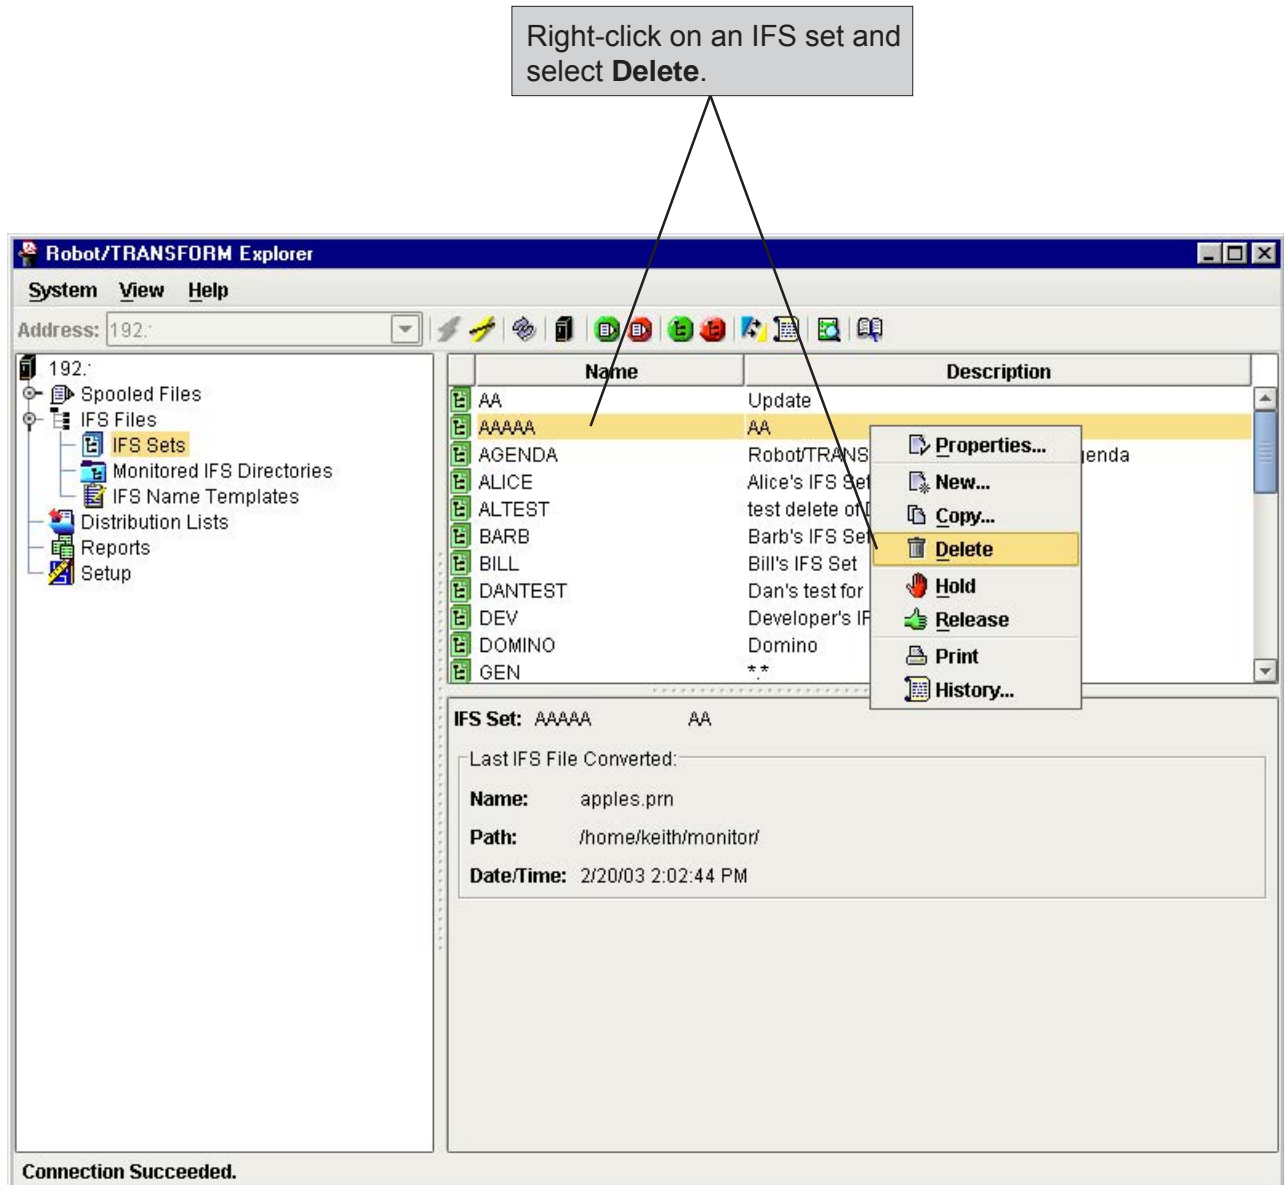 Right-click on an IFS set and
select Delete.
Robot/TRANSFORM Explorer
System View Help
Address: 192.
192.
Spooled Files
IFS Files
IFS Sets
Monitored IFS Directories
IFS Name Templates
Distribution Lists
Reports
Setup
Name Description
AA Update
AAAAA AA
AGENDA Robot/TRANS enda
ALICE Alice's IFS Set
ALTEST test delete of
BARB Barb's IFS Set
BILL Bill's IFS Set
DANTEST Dan's test for
DEV Developer's IF
DOMINO Domino
GEN *.*
Properties...
New...
Copy...
Delete
Hold
Release
Print
History...
IFS Set: AAAAA AA
Last IFS File Converted:
Name: apples.prn
Path: /home/keith/monitor/
Date/Time: 2/20/03 2:02:44 PM
Connection Succeeded.